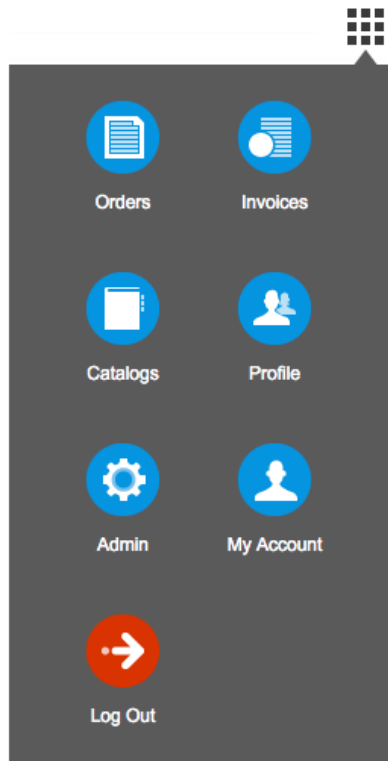 Orders
Invoices
Catalogs
Profile
Admin
My Account
Log Out